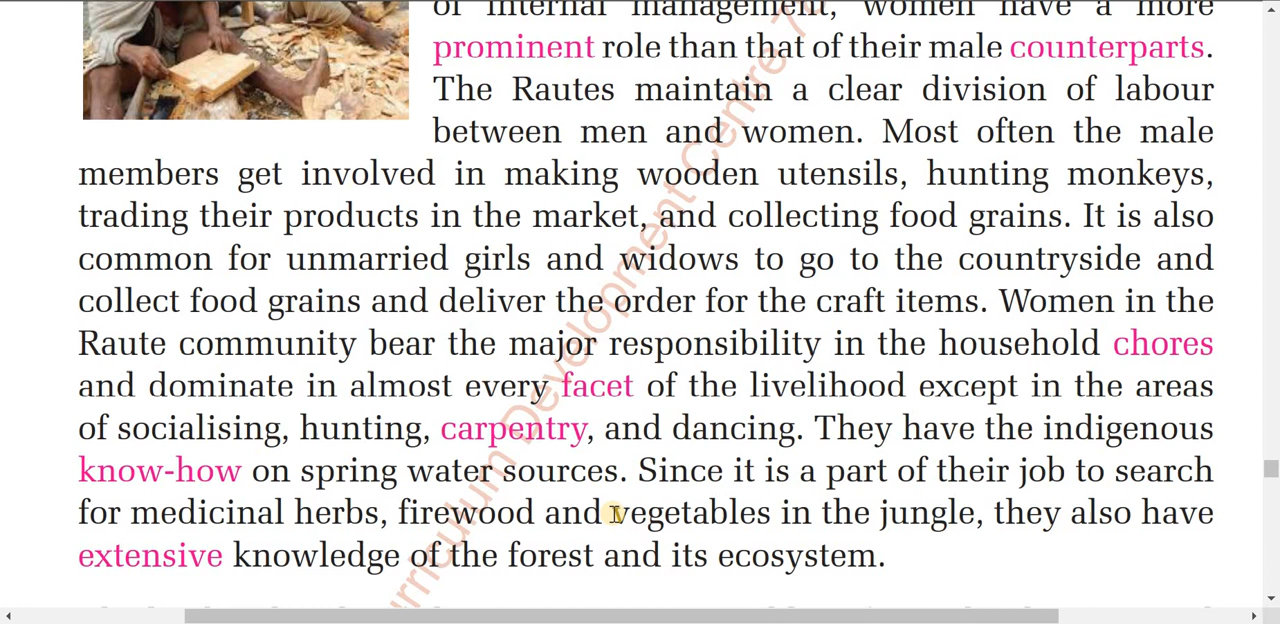 of internal management, women have a more
prominent role than that of their male counterparts.
The Rautes maintain a clear division of labour
between men and women. Most often the male
members get involved in making wooden utensils, hunting monkeys,
trading their products in the market, and collecting food grains. It is also
common for unmarried girls and widows to go to the countryside and
collect food grains and deliver the order for the craft items. Women in the
Raute community bear the major responsibility in the household chores
and dominate in almost every facet of the livelihood except in the areas
of socialising, hunting, carpentry, and dancing. They have the indigenous
know-how on spring water sources. Since it is a part of their job to search
for medicinal herbs, firewood and vegetables in the jungle, they also have
extensive knowledge of the forest and its ecosystem.
urriculum Development Centre